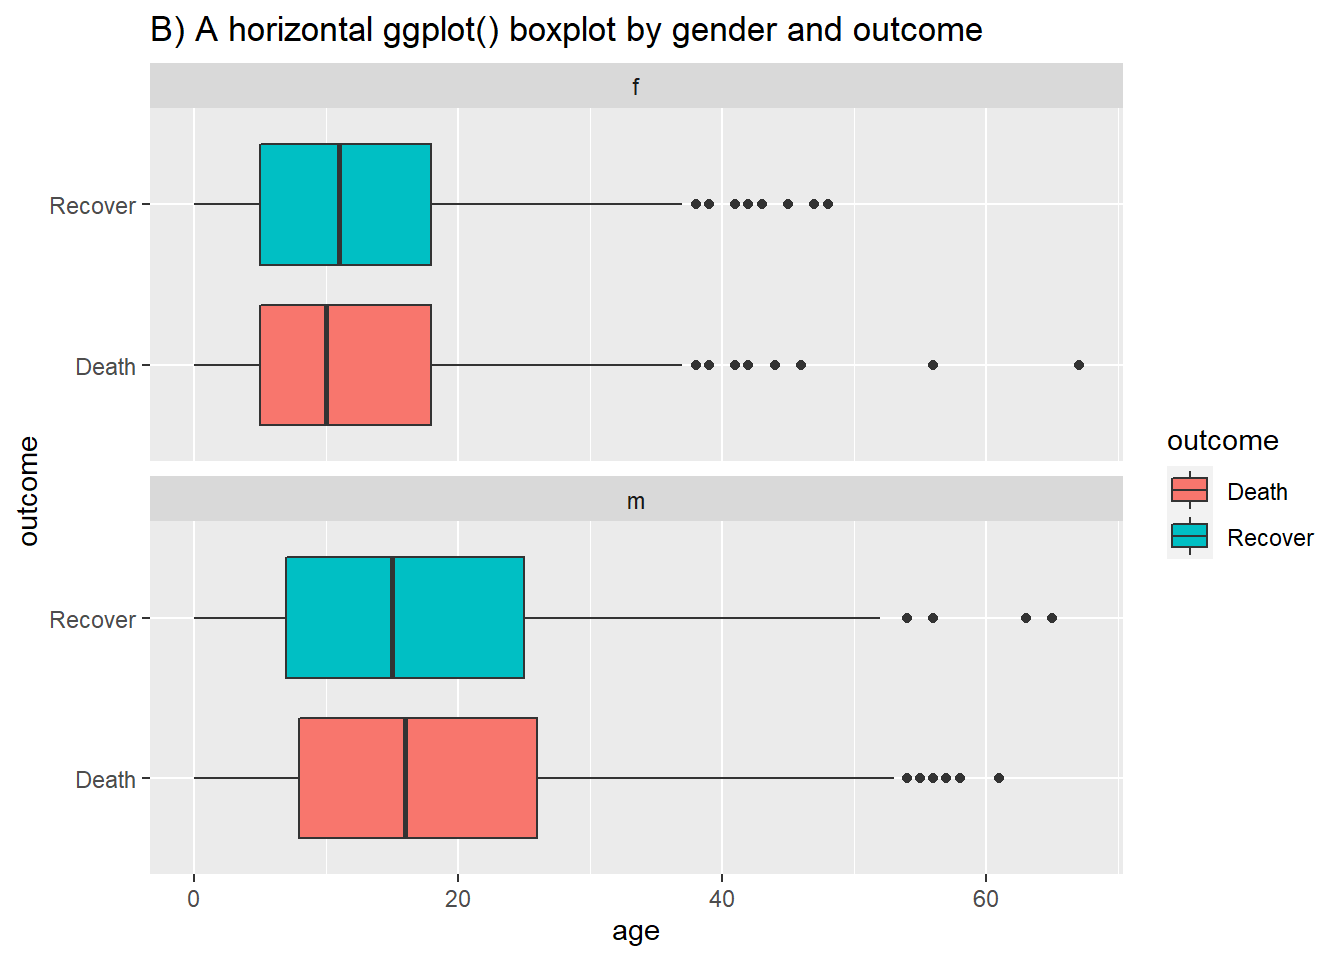 B) A horizontal ggplot() boxplot by gender and outcome
f
Recover
Death
m
Recover
Death
0 20 40 60
age
outcome
outcome
Death
Recover